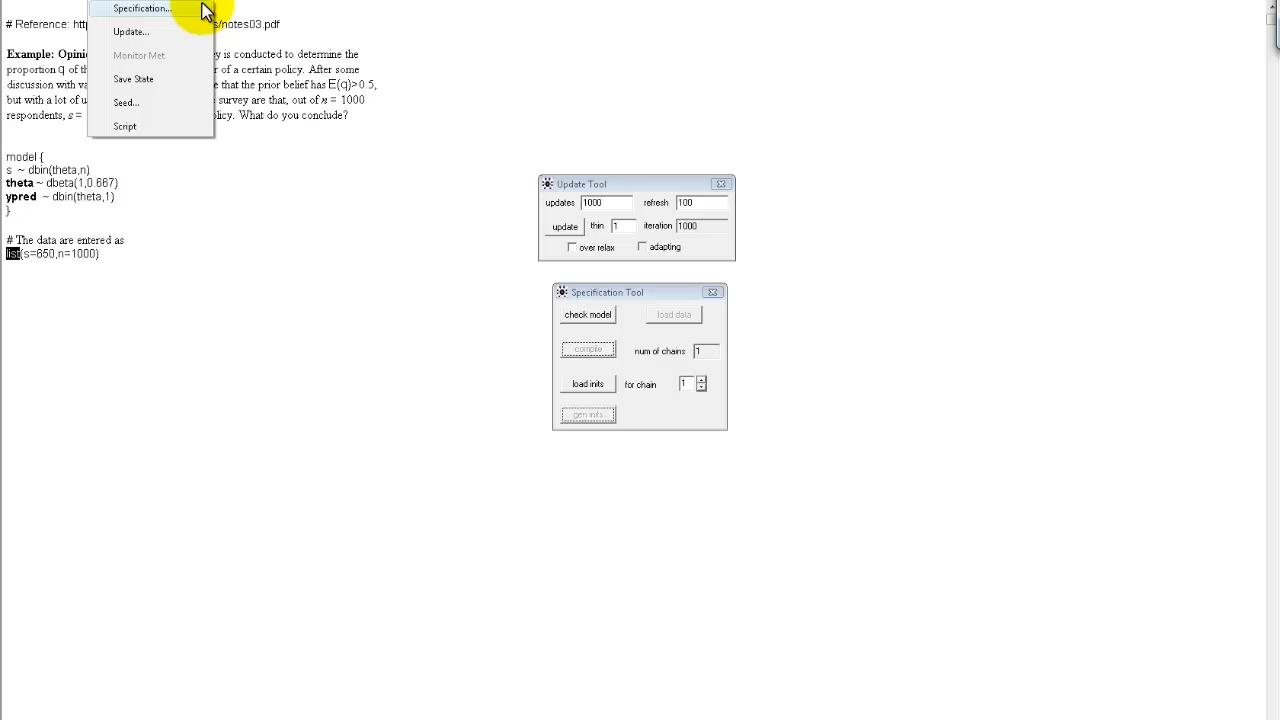 Specification...
# Reference: http s/notes03.pdf
Update...
Example: Opini y is conducted to determine the
Monitor Met
proportion q of th r of a certain policy. After some
Save State
discussion with va e that the prior belief has E(q)>0.5,
Seed...
but with a lot of u e survey are that, out of n = 1000
respondents, s = licy. What do you conclude?
Script
model {
s ~ dbin(theta,n)
theta ~ dbeta(1,0.667)
ypred ~ dbin(theta,1)
}
# The data are entered as
list(s=650,n=1000)
Update Tool
updates 1000 refresh 100
update thin 1 iteration 1000
over relax adapting
Specification Tool
check model load data
compile num of chains 1
load inits for chain 1
gen inits